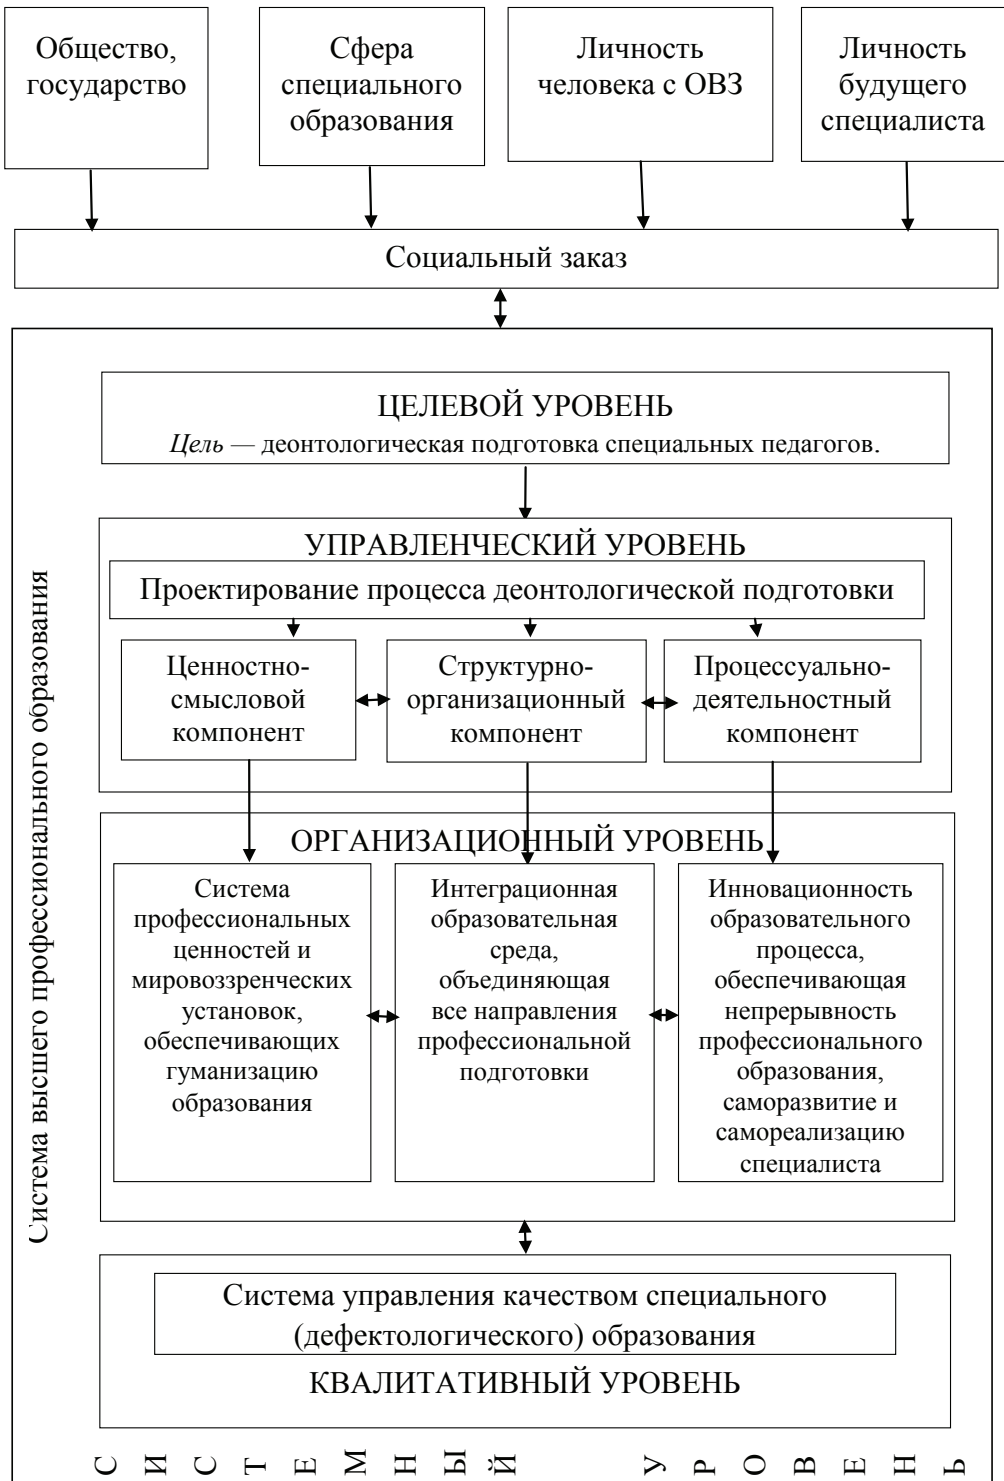 Общество,
государство
Сфера
специального
образования
Личность
человека с ОВЗ
Личность
будущего
специалиста
Социальный заказ
Система высшего профессионального образования
ЦЕЛЕВОЙ УРОВЕНЬ
Цель — деонтологическая подготовка специальных педагогов.
УПРАВЛЕНЧЕСКИЙ УРОВЕНЬ
Проектирование процесса деонтологической подготовки
Ценностно-
смысловой
компонент
Структурно-
организационный
компонент
Процессуально-
деятельностный
компонент
ОРГАНИЗАЦИОННЫЙ УРОВЕНЬ
Система
профессиональных
ценностей и
мировоззренческих
установок,
обеспечивающих
гуманизацию
образования
Интеграционная
образовательная
среда,
объединяющая
все направления
профессиональной
подготовки
Инновационность
образовательного
процесса,
обеспечивающая
непрерывность
профессионального
образования,
саморазвитие и
самореализацию
специалиста
Система управления качеством специального
(дефектологического) образования
КВАЛИТАТИВНЫЙ УРОВЕНЬ
С И С Т Е М Н Ы Й У Р О В Е Н Ь